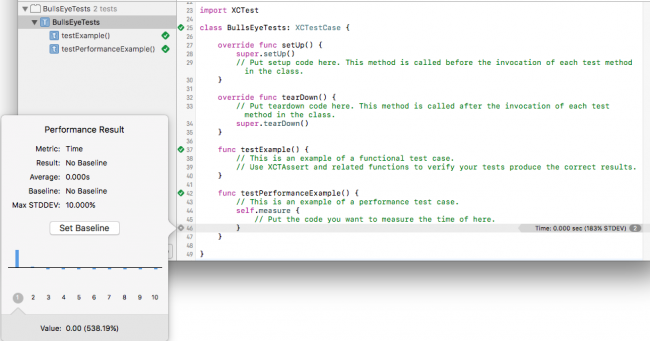 BullsEyeTests 2 tests
T BullsEyeTests
T testExample()
T testPerformanceExample()
23
24 import XCTest
25 class BullsEyeTests: XCTestCase {
26
27 override func setUp() {
28 super.setUp()
29 // Put setup code here. This method is called before the invocation of each test method
in the class.
30 }
31
32 override func tearDown() {
33 // Put teardown code here. This method is called after the invocation of each test
method in the class.
34 super.tearDown()
35 }
36
37 func testExample() {
38 // This is an example of a functional test case.
39 // Use XCTAssert and related functions to verify your tests produce the correct results.
40 }
41
42 func testPerformanceExample() {
43 // This is an example of a performance test case.
44 self.measure {
45 // Put the code you want to measure the time of here.
46 } Time: 0.000 sec (183% STDEV) 2
47 }
48
49 }
Performance Result
Metric: Time
Result: No Baseline
Average: 0.000s
Baseline: No Baseline
Max STDDEV: 10.000%
Set Baseline
1 2 3 4 5 6 7 8 9 10
Value: 0.00 (538.19%)